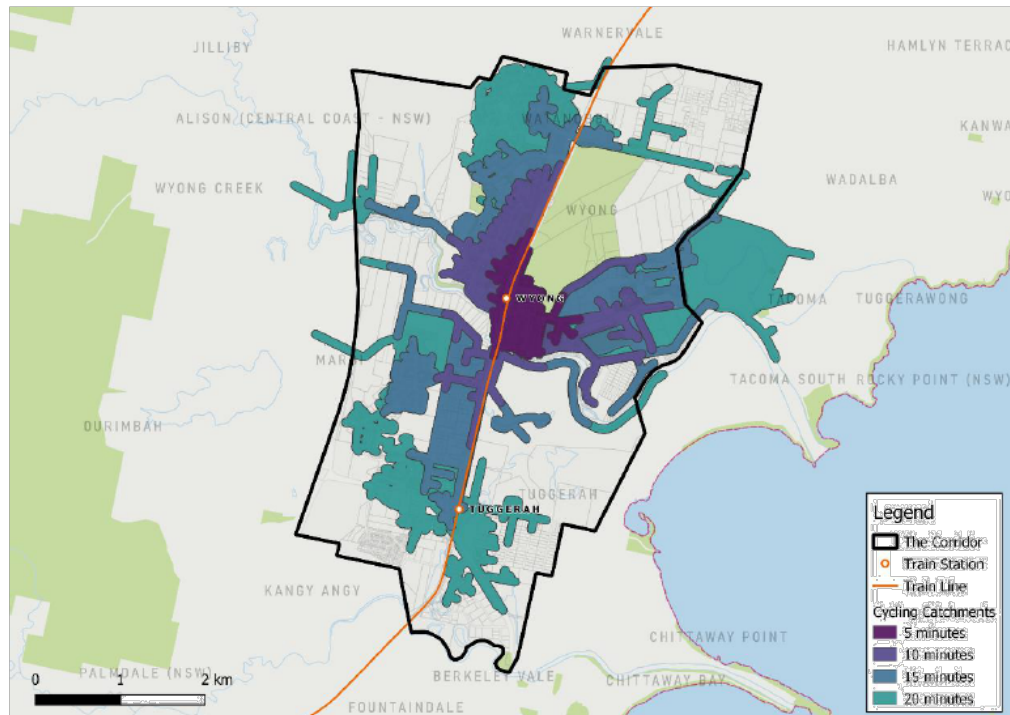 WARNERVALE
JILLIBY
HAMLYN TERRAC
ALISON (CENTRAL COAST - NSW)
KANWA
WYONG CREEK
WADALBA
WYO
WYONG
WYONG
TACOMA
TUGGERAWONG
MARDI
TACOMA SOUTH
ROCKY POINT (NSW)
DURIMBAH
TUGGERAH
TUGGERAH
KANGY ANGY
CHITTAWAY POINT
PALMDALE (NSW)
BERKELEY VALE
CHITTAWAY BAY
FOUNTAINDALE
0 1 2 km
Legend
The Corridor
Train Station
Train Line
Cycling Catchments
5 minutes
10 minutes
15 minutes
20 minutes